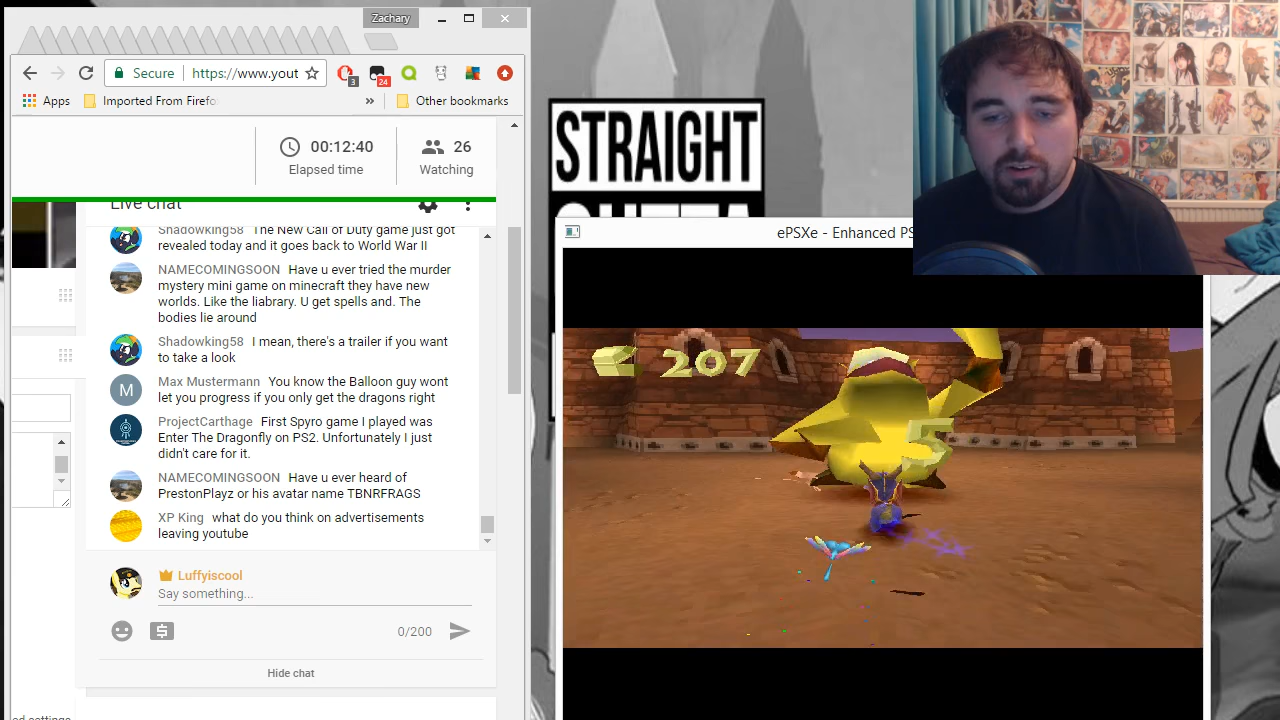 Zachary
Secure
https://www.yout
3
24
Apps
Imported From Firefo
»
Other bookmarks
00:12:40
Elapsed time
26
Watching
Live chat
Shadowking58 The New Call of Duty game just got
revealed today and it goes back to World War II
NAMECOMINGSOON Have u ever tried the murder
mystery mini game on minecraft they have new
worlds. Like the liabrary. U get spells and. The
bodies lie around
Shadowking58 I mean, there's a trailer if you want
to take a look
M
Max Mustermann You know the Balloon guy wont
let you progress if you only get the dragons right
ProjectCarthage First Spyro game I played was
Enter The Dragonfly on PS2. Unfortunately I just
didn't care for it.
NAMECOMINGSOON Have u ever heard of
PrestonPlayz or his avatar name TBNRFRAGS
XP King what do you think on advertisements
leaving youtube
Luffyiscool
Say something...
0/200
Hide chat
STRAIGHT
ePSXe - Enhanced PS
207
5